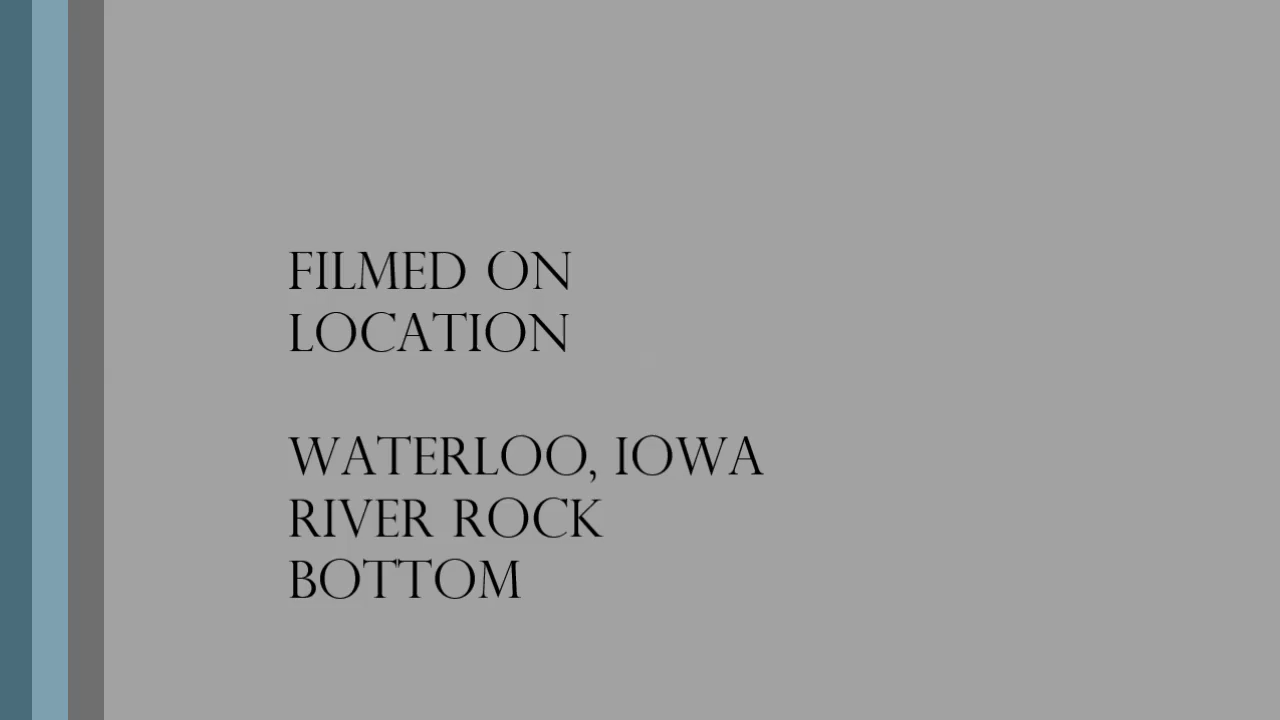 FILMED ON
LOCATION
WATERLOO, IOWA
RIVER ROCK
BOTTOM